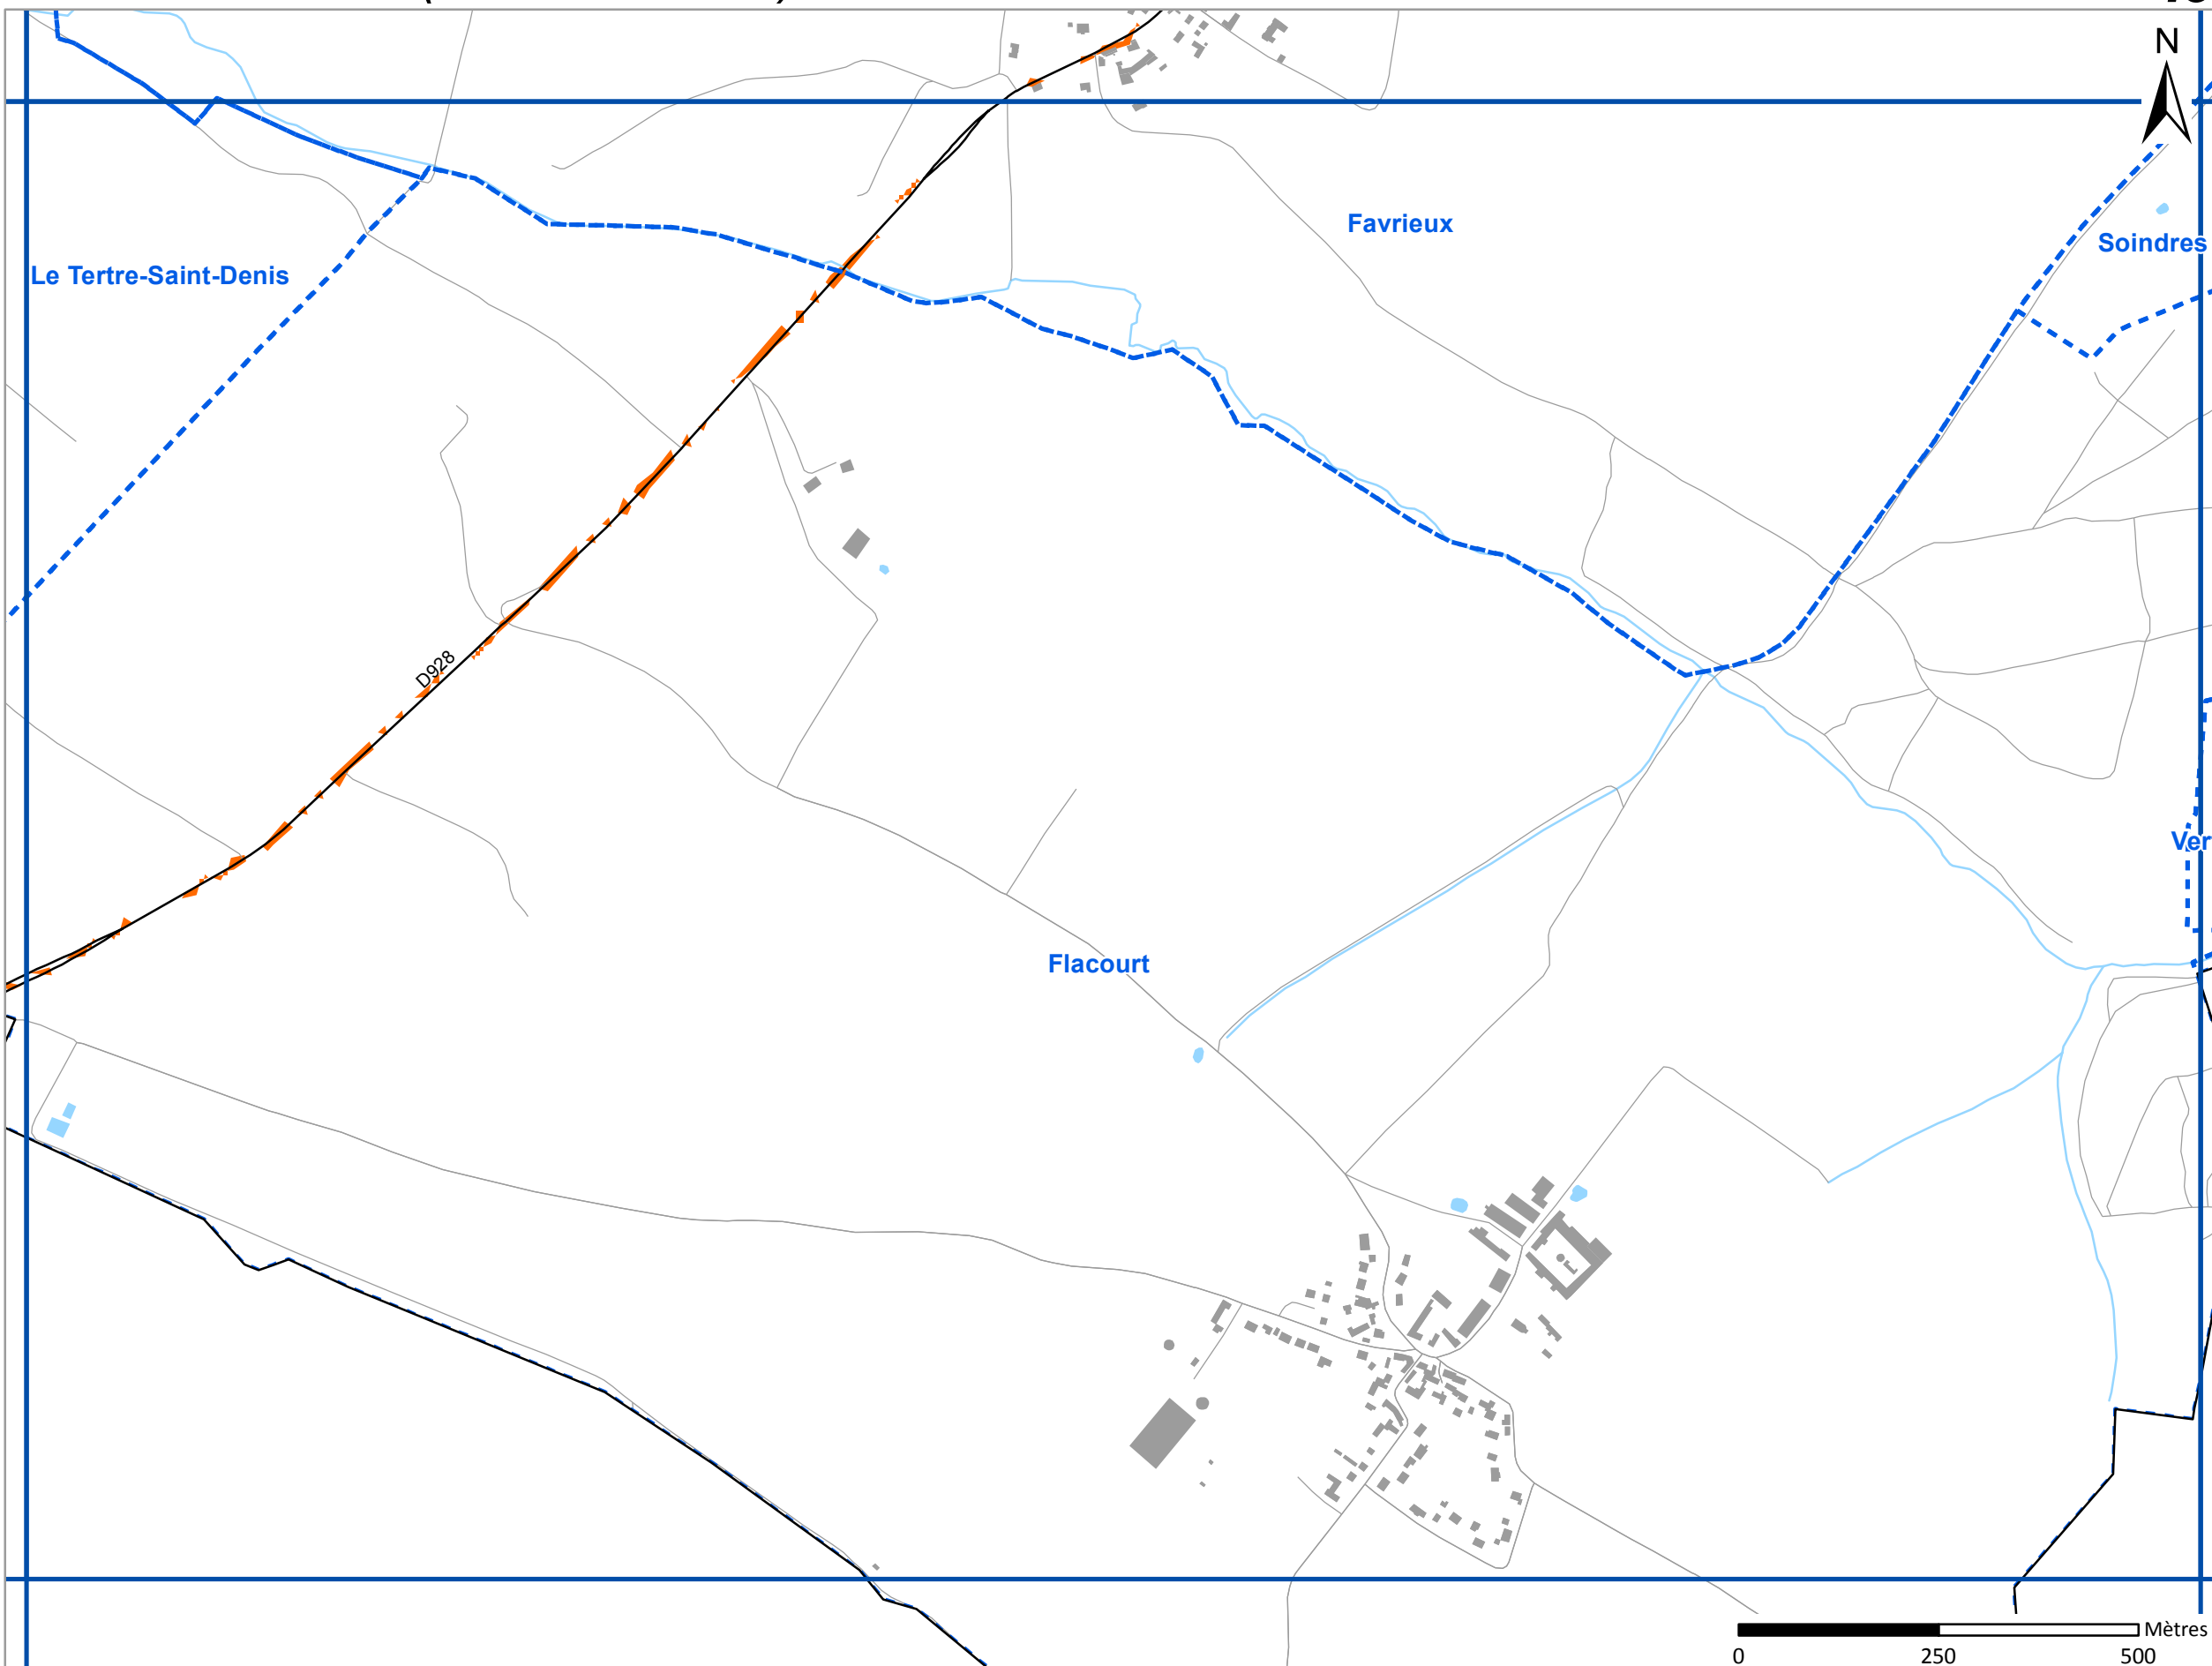 N
Favrieux
Soindres
Le Tertre-Saint-Denis
D928
Flacourt
Mètres
0 250 500